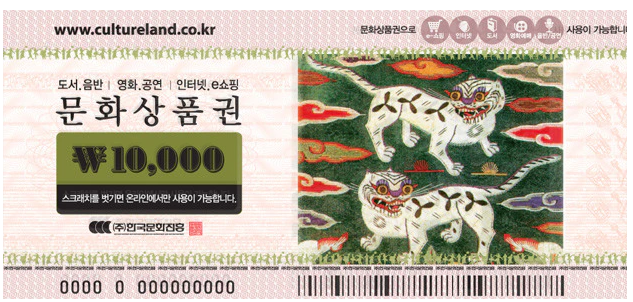 www.cultureland.co.kr
문화상품권으로 e-쇼핑 인터넷 도서 영화예매 음반/공연 사용이 가능합니다
도서.음반 | 영화.공연 | 인터넷.e쇼핑
문화상품권
₩10,000
스크래치를 벗기면 온라인에서만 사용이 가능합니다.
(주)한국문화진흥
0000 0 000000000